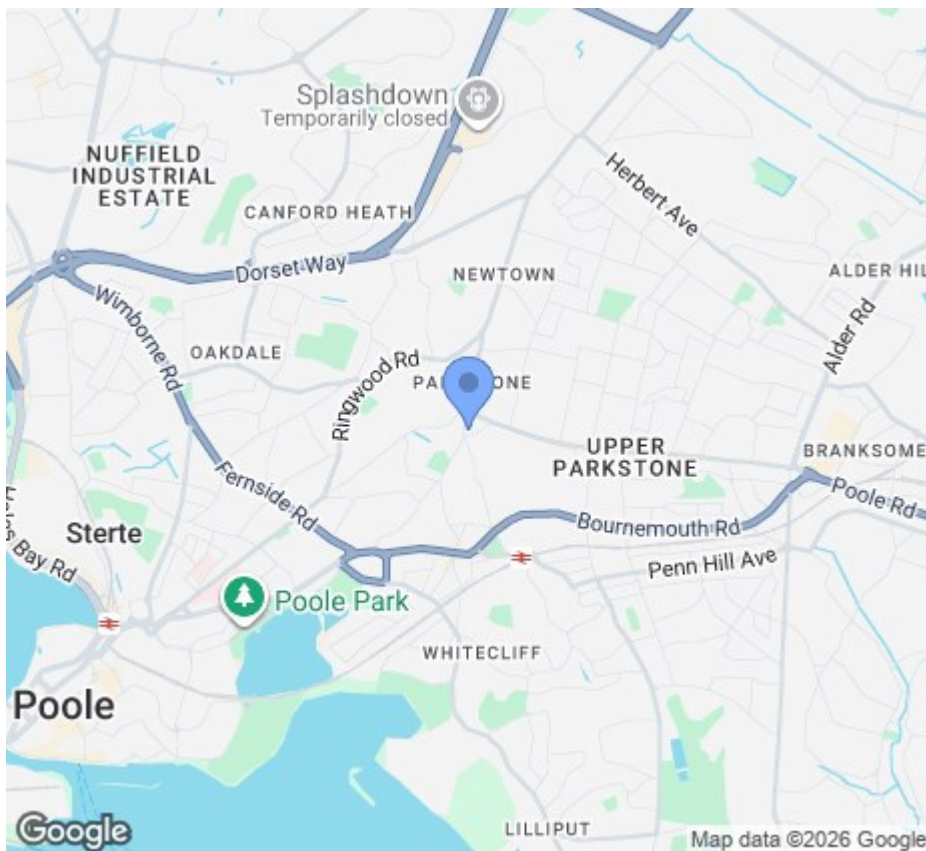 Splashdown
Temporarily closed
NUFFIELD
INDUSTRIAL
ESTATE
Herbert Ave
CANFORD HEATH
Dorset Way
NEWTOWN
ALDER HIL
Wimborne Rd
Alder Rd
OAKDALE
Ringwood Rd
UPPER
PARKSTONE
BRANKSOME
Poole Rd
Fernside Rd
Bournemouth Rd
Sterte
Bay Rd
Penn Hill Ave
Poole Park
WHITECLIFF
Poole
LILLIPUT
Google
Map data ©2026 Google